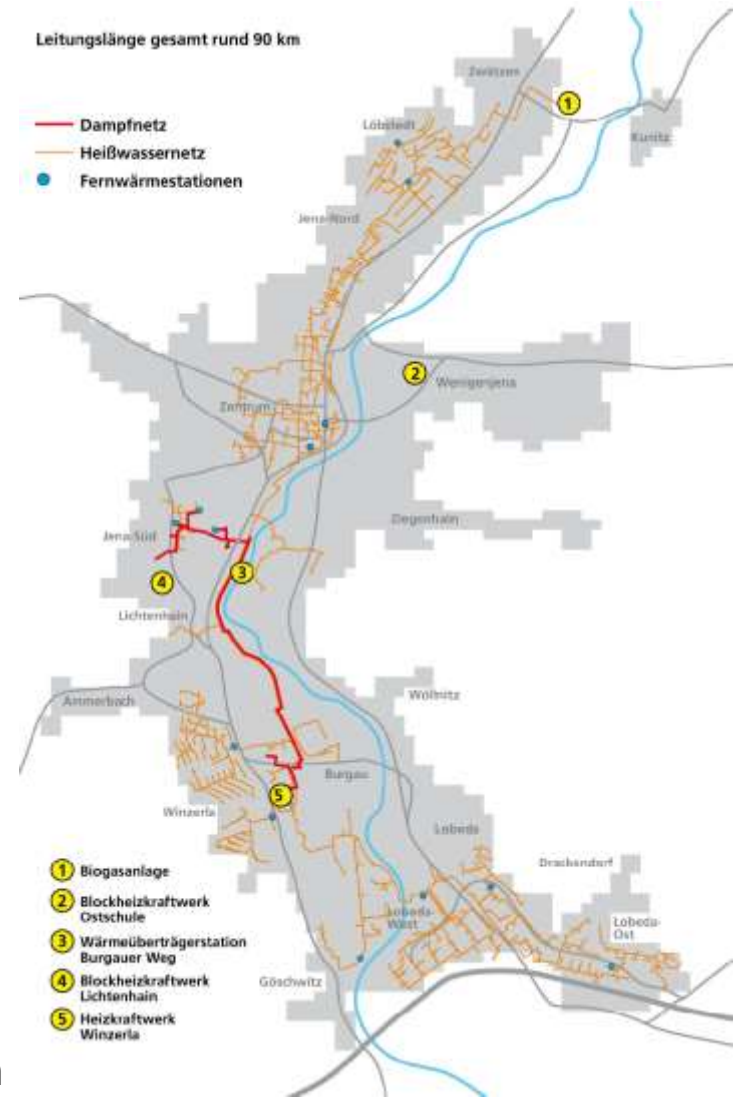 Leitungslänge gesamt rund 90 km
Dampfnetz
Heißwassernetz
Fernwärmestationen
Zwätzen
1
Kunitz
Löbstedt
Jena-Nord
2
Wenigenjena
Zentrum
Ziegenhain
Jena-Süd
3
4
Lichtenhain
Ammerbach
Wöllnitz
Burgau
5
Winzerla
Lobeda
Drackendorf
Lobeda-
West
Lobeda-
Ost
Göschwitz
1 Biogasanlage
2 Blockheizkraftwerk
Ostschule
3 Wärmeüberträgerstation
Burgauer Weg
4 Blockheizkraftwerk
Lichtenhain
5 Heizkraftwerk
Winzerla